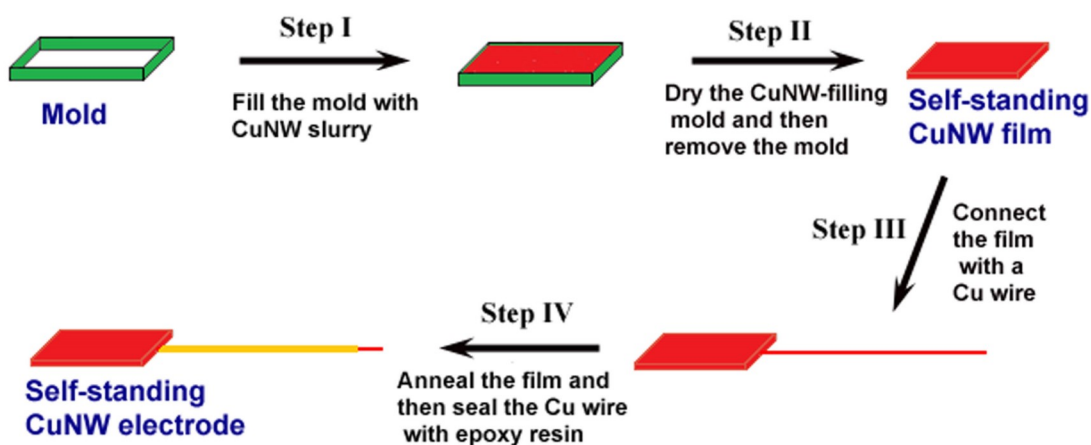 Step I
Fill the mold with
CuNW slurry
Mold
Step II
Dry the CuNW-filling
mold and then
remove the mold
Self-standing
CuNW film
Step III
Connect
the film
with a
Cu wire
Step IV
Anneal the film and
then seal the Cu wire
with epoxy resin
Self-standing
CuNW electrode